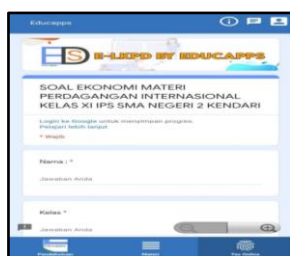 Educapps
ES E-LKPD BY EDUCAPPS
SOAL EKONOMI MATERI
PERDAGANGAN INTERNASIONAL
KELAS XI IPS SMA NEGERI 2 KENDARI
Login ke Google untuk menyimpan progres.
Pelajari lebih lanjut
* Wajib
Nama : *
Jawaban Anda
Kelas *
Jawaban Anda
Pendahuluan
Materi
Tes Online